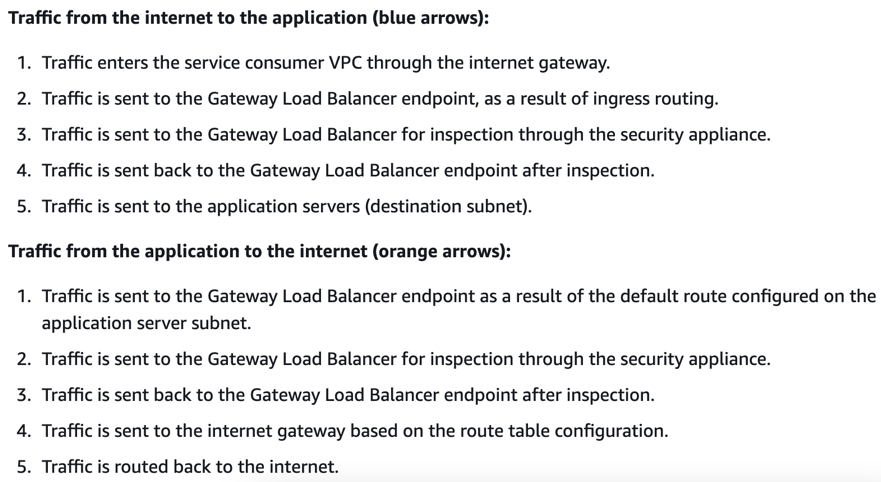 Traffic from the internet to the application (blue arrows):
1. Traffic enters the service consumer VPC through the internet gateway.
2. Traffic is sent to the Gateway Load Balancer endpoint, as a result of ingress routing.
3. Traffic is sent to the Gateway Load Balancer for inspection through the security appliance.
4. Traffic is sent back to the Gateway Load Balancer endpoint after inspection.
5. Traffic is sent to the application servers (destination subnet).
Traffic from the application to the internet (orange arrows):
1. Traffic is sent to the Gateway Load Balancer endpoint as a result of the default route configured on the
application server subnet.
2. Traffic is sent to the Gateway Load Balancer for inspection through the security appliance.
3. Traffic is sent back to the Gateway Load Balancer endpoint after inspection.
4. Traffic is sent to the internet gateway based on the route table configuration.
5. Traffic is routed back to the internet.